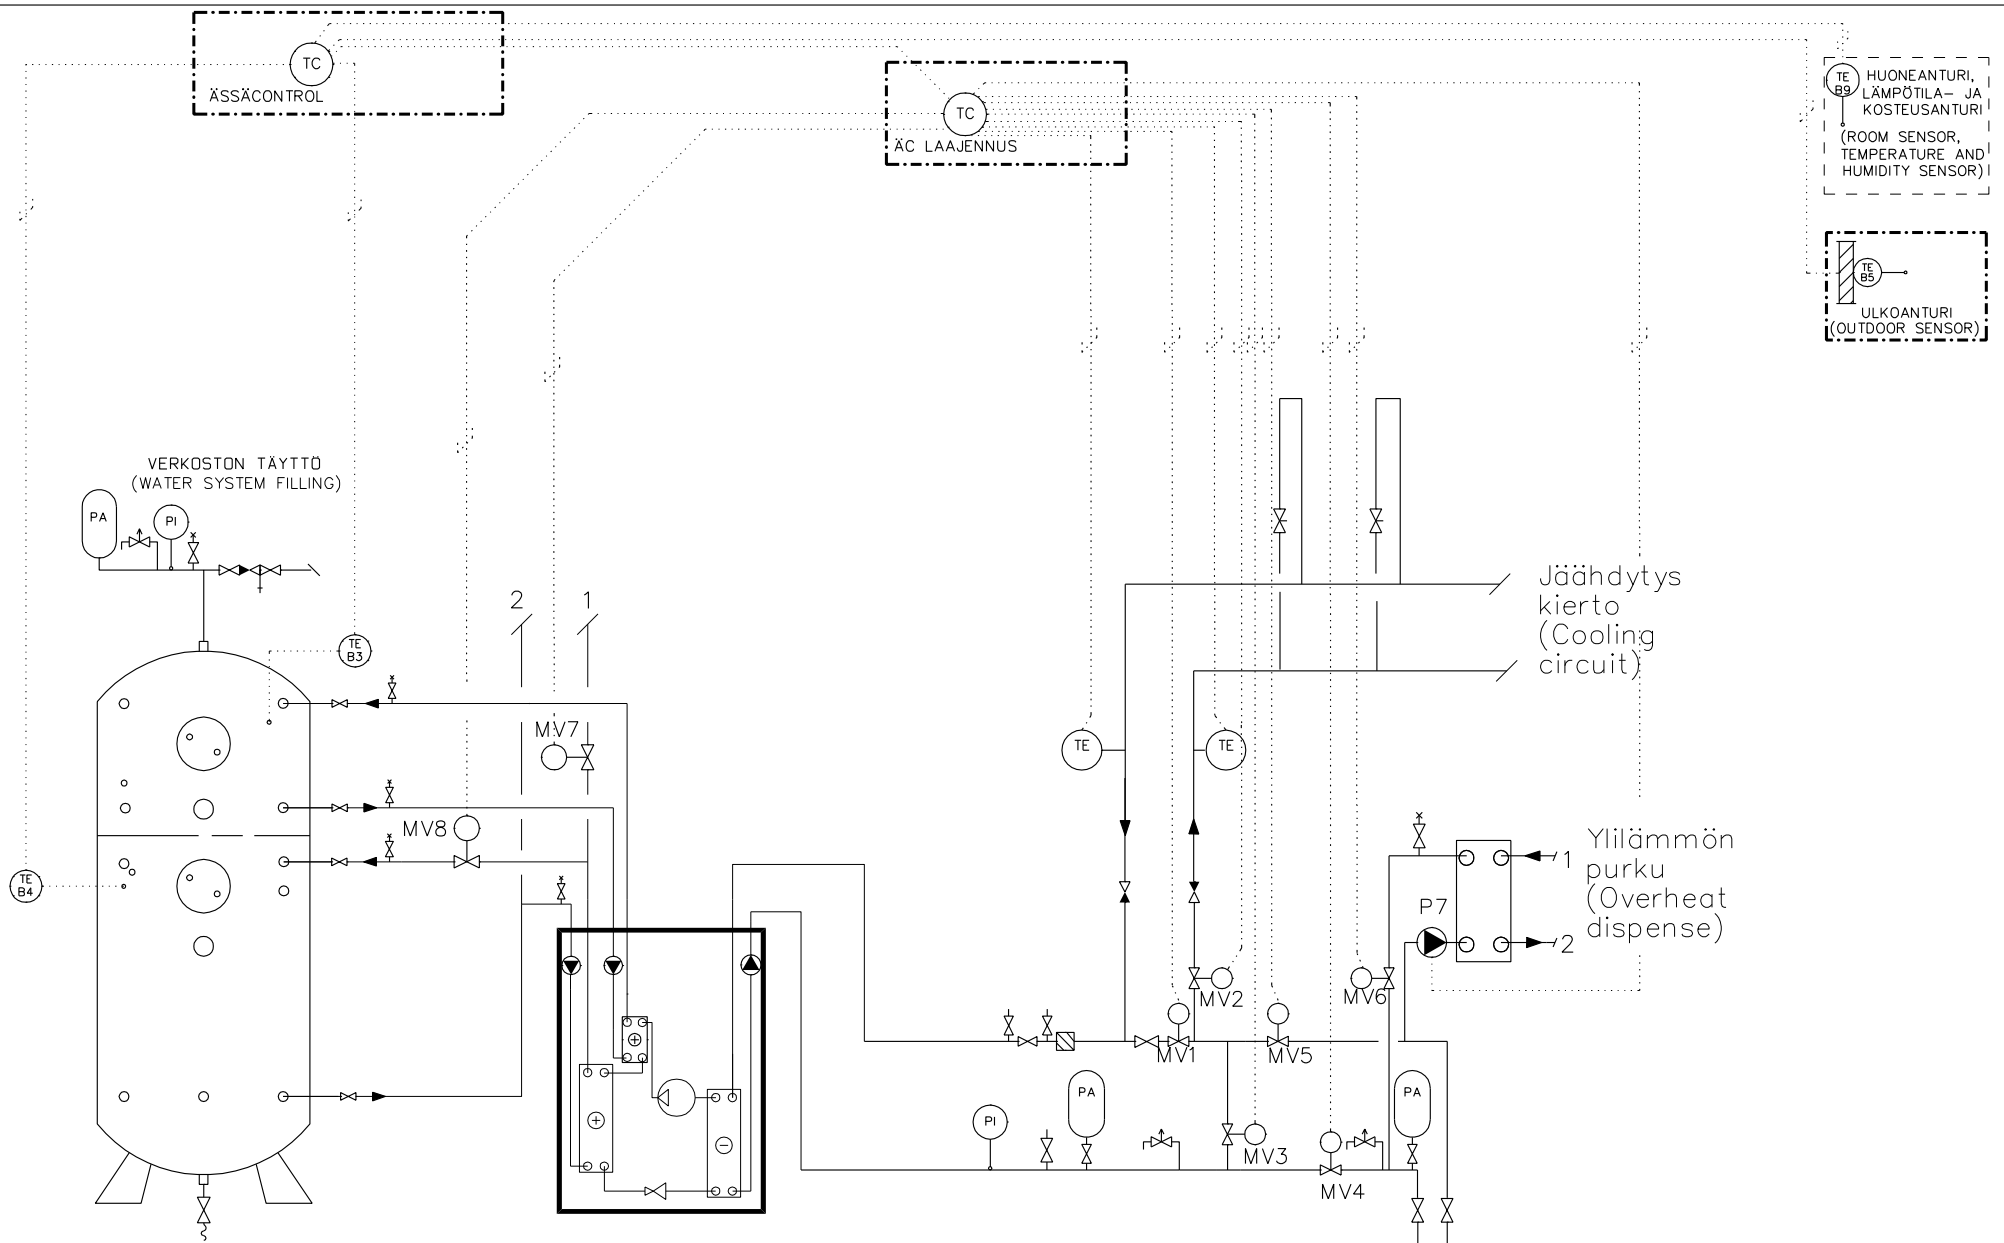 TC
ÄSSÄCONTROL
TC
ÄC LAAJENNUS
TE
B9
HUONEANTURI,
LÄMPÖTILA- JA
KOSTEUSANTURI
(ROOM SENSOR,
TEMPERATURE AND
HUMIDITY SENSOR)
TE
B5
ULKOANTURI
(OUTDOOR SENSOR)
VERKOSTON TÄYTTÖ
(WATER SYSTEM FILLING)
PA
PI
2
1
TE
B3
Jäähdytys
kierto
(Cooling
circuit)
MV7
TE
TE
MV8
TE
B4
1
Ylilämmön
purku
(Overheat
dispense)
P7
2
MV2
MV6
MV1
MV5
PA
PA
PI
MV3
MV4